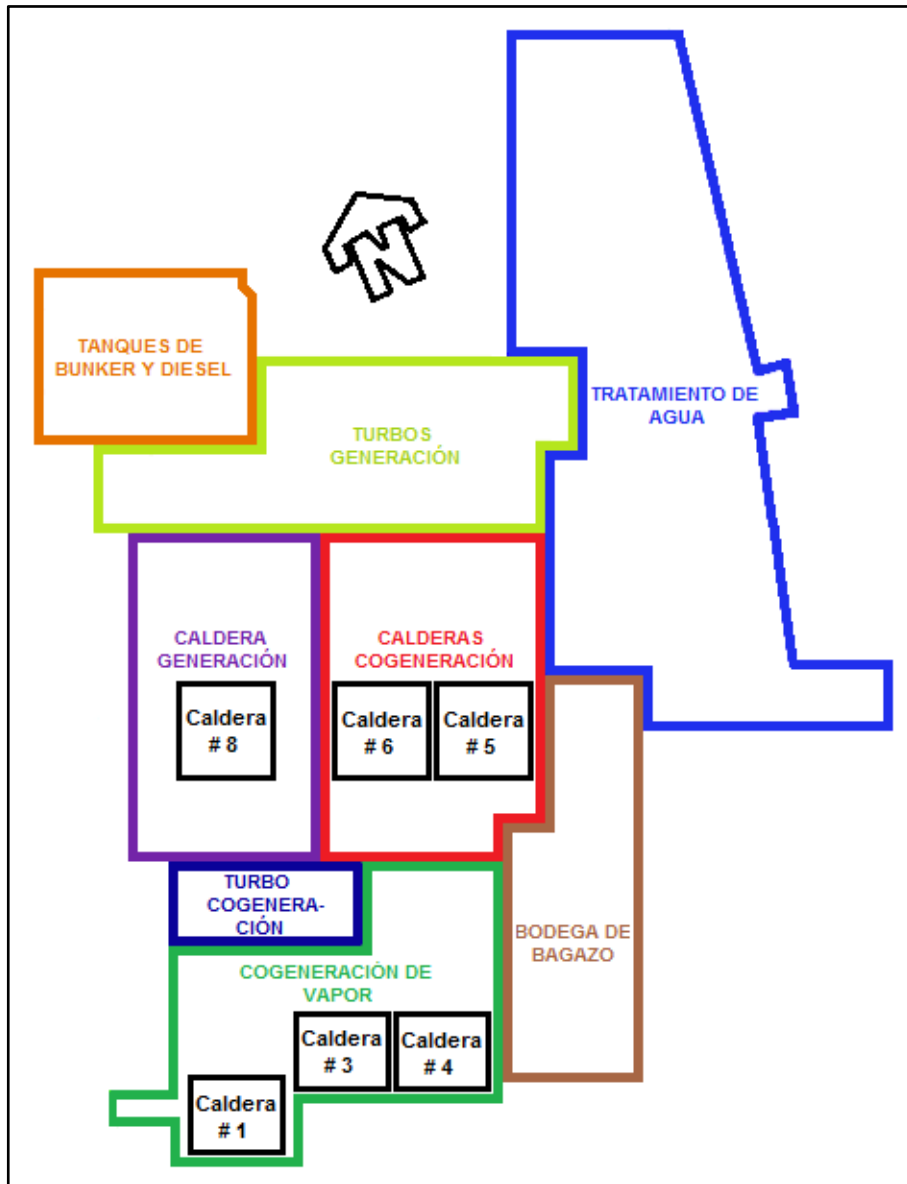 N
TANQUES DE
BUNKER Y DIESEL
TRATAMIENTO DE
AGUA
TURBOS
GENERACIÓN
CALDERA
GENERACIÓN
CALDERAS
COGENERACIÓN
Caldera
# 8
Caldera
# 6
Caldera
# 5
TURBO
COGENERA-
CIÓN
BODEGA DE
BAGAZO
COGENERACIÓN DE
VAPOR
Caldera
# 3
Caldera
# 4
Caldera
# 1